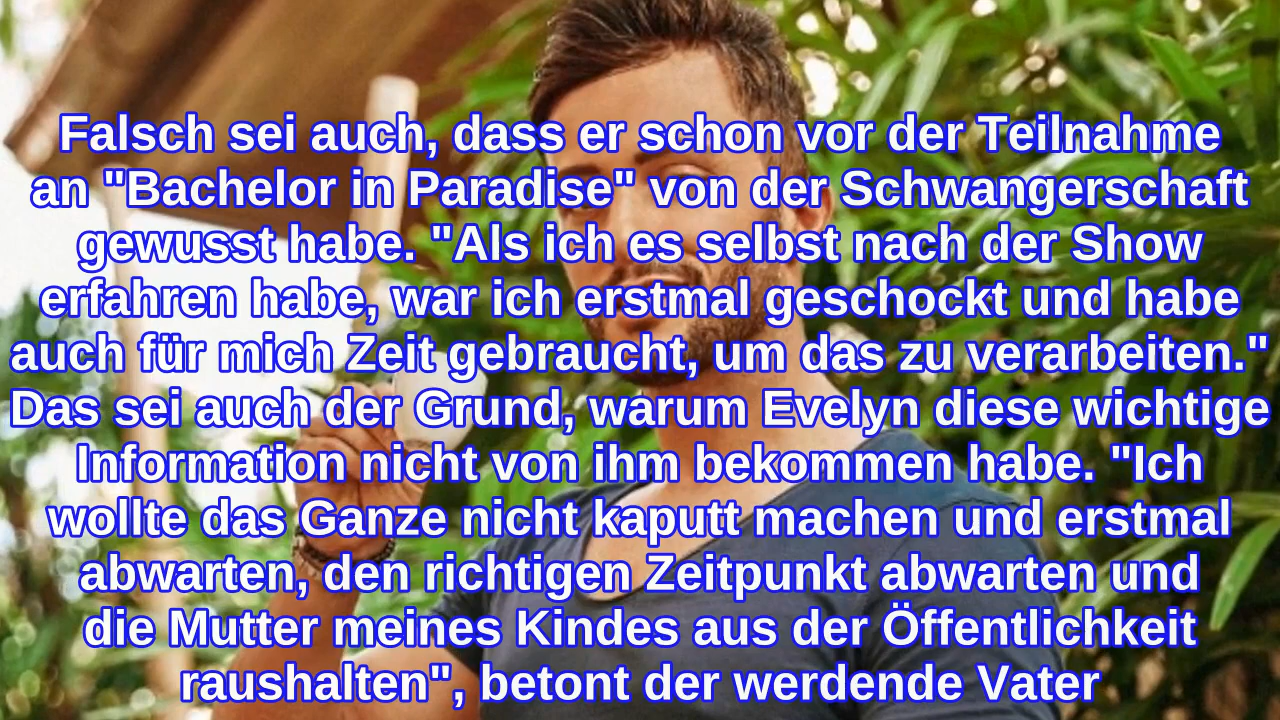 Falsch sei auch, dass er schon vor der Teilnahme
an "Bachelor in Paradise" von der Schwangerschaft
gewusst habe. "Als ich es selbst nach der Show
erfahren habe, war ich erstmal geschockt und habe
auch für mich Zeit gebraucht, um das zu verarbeiten."
Das sei auch der Grund, warum Evelyn diese wichtige
Information nicht von ihm bekommen habe. "Ich
wollte das Ganze nicht kaputt machen und erstmal
abwarten, den richtigen Zeitpunkt abwarten und
die Mutter meines Kindes aus der Öffentlichkeit
raushalten", betont der werdende Vater